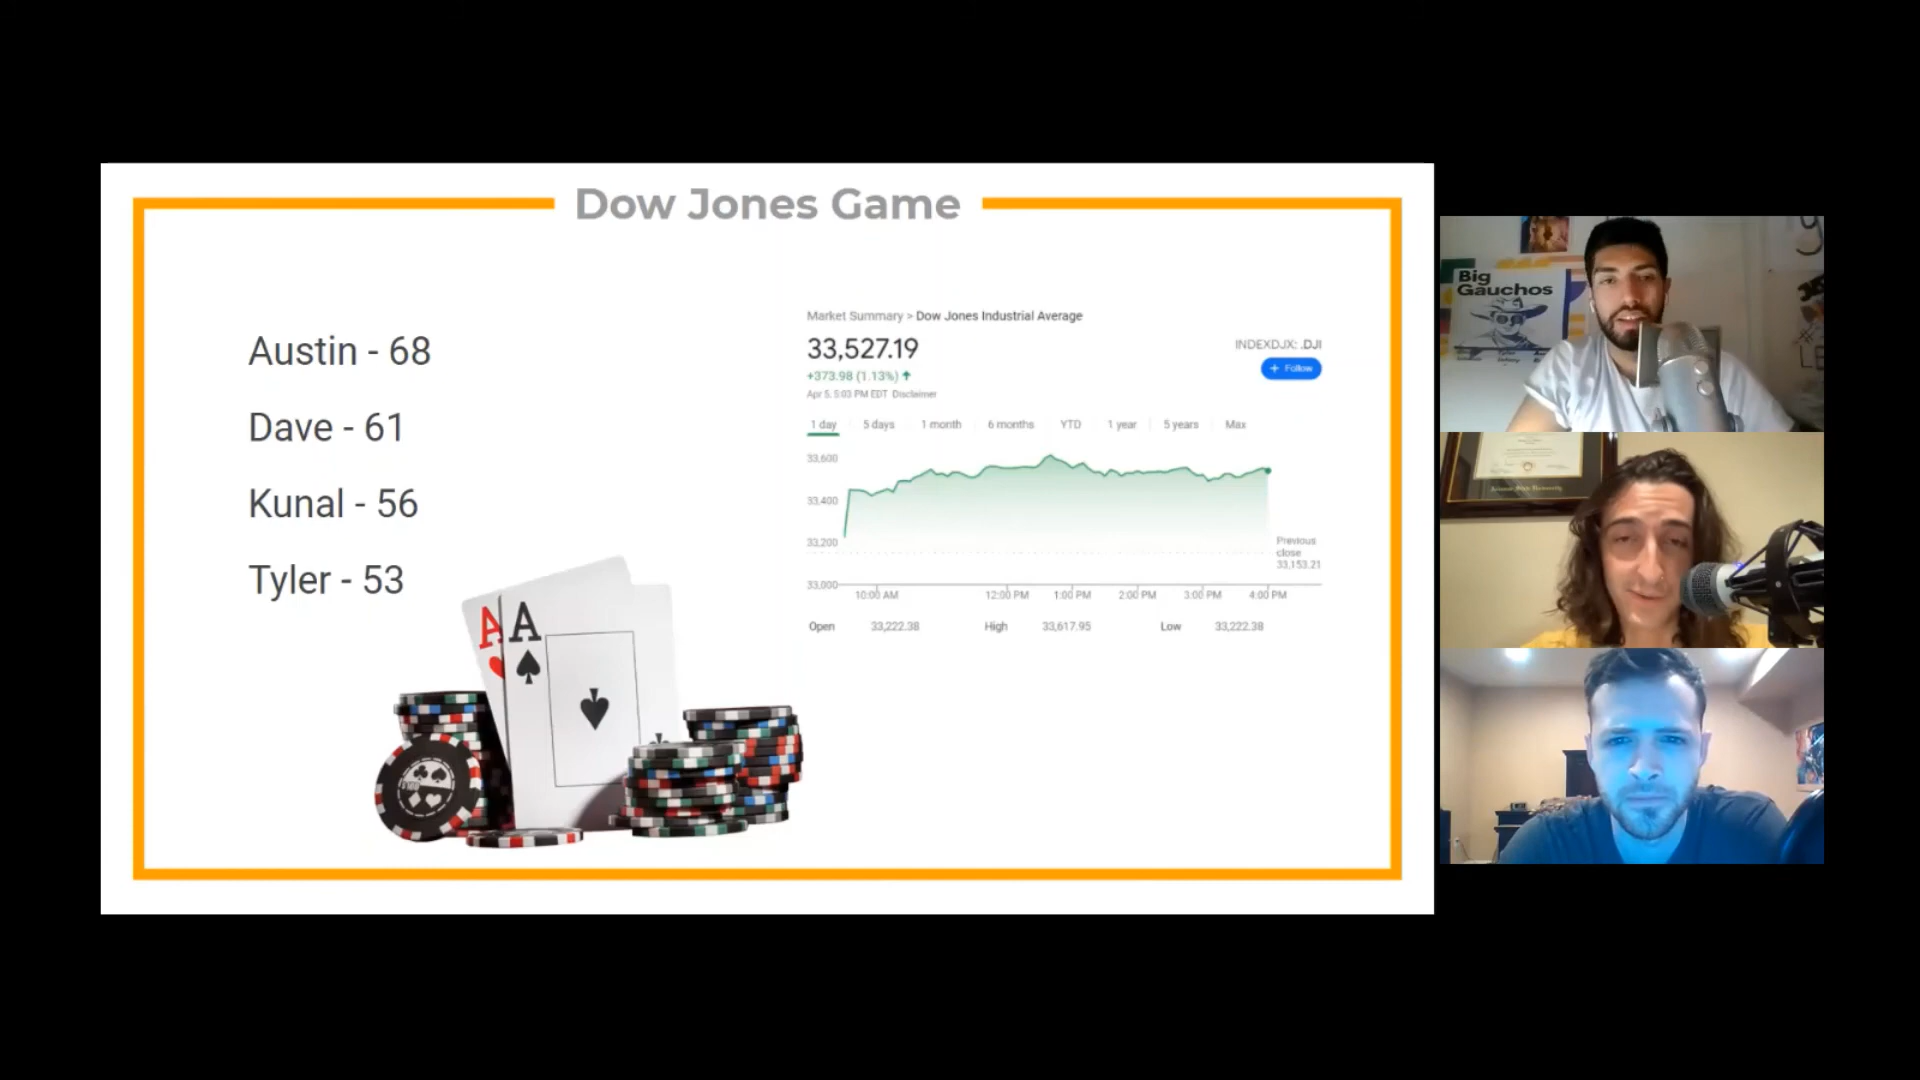 Dow Jones Game
Austin - 68
Dave - 61
Kunal - 56
Tyler - 53
A A
Market Summary > Dow Jones Industrial Average
33,527.19
INDEXDJX: .DJI
+373.98 (1.13%) ↑
+ Follow
Apr 5, 5:03 PM EDT Disclaimer
1 day 5 days 1 month 6 months YTD 1 year 5 years Max
33,600
33,400
33,200
33,000
Previous
close
33,153.21
10:00 AM 12:00 PM 1:00 PM 2:00 PM 3:00 PM 4:00 PM
Open 33,222.38 High 33,617.95 Low 33,222.38
Big
Gauchos